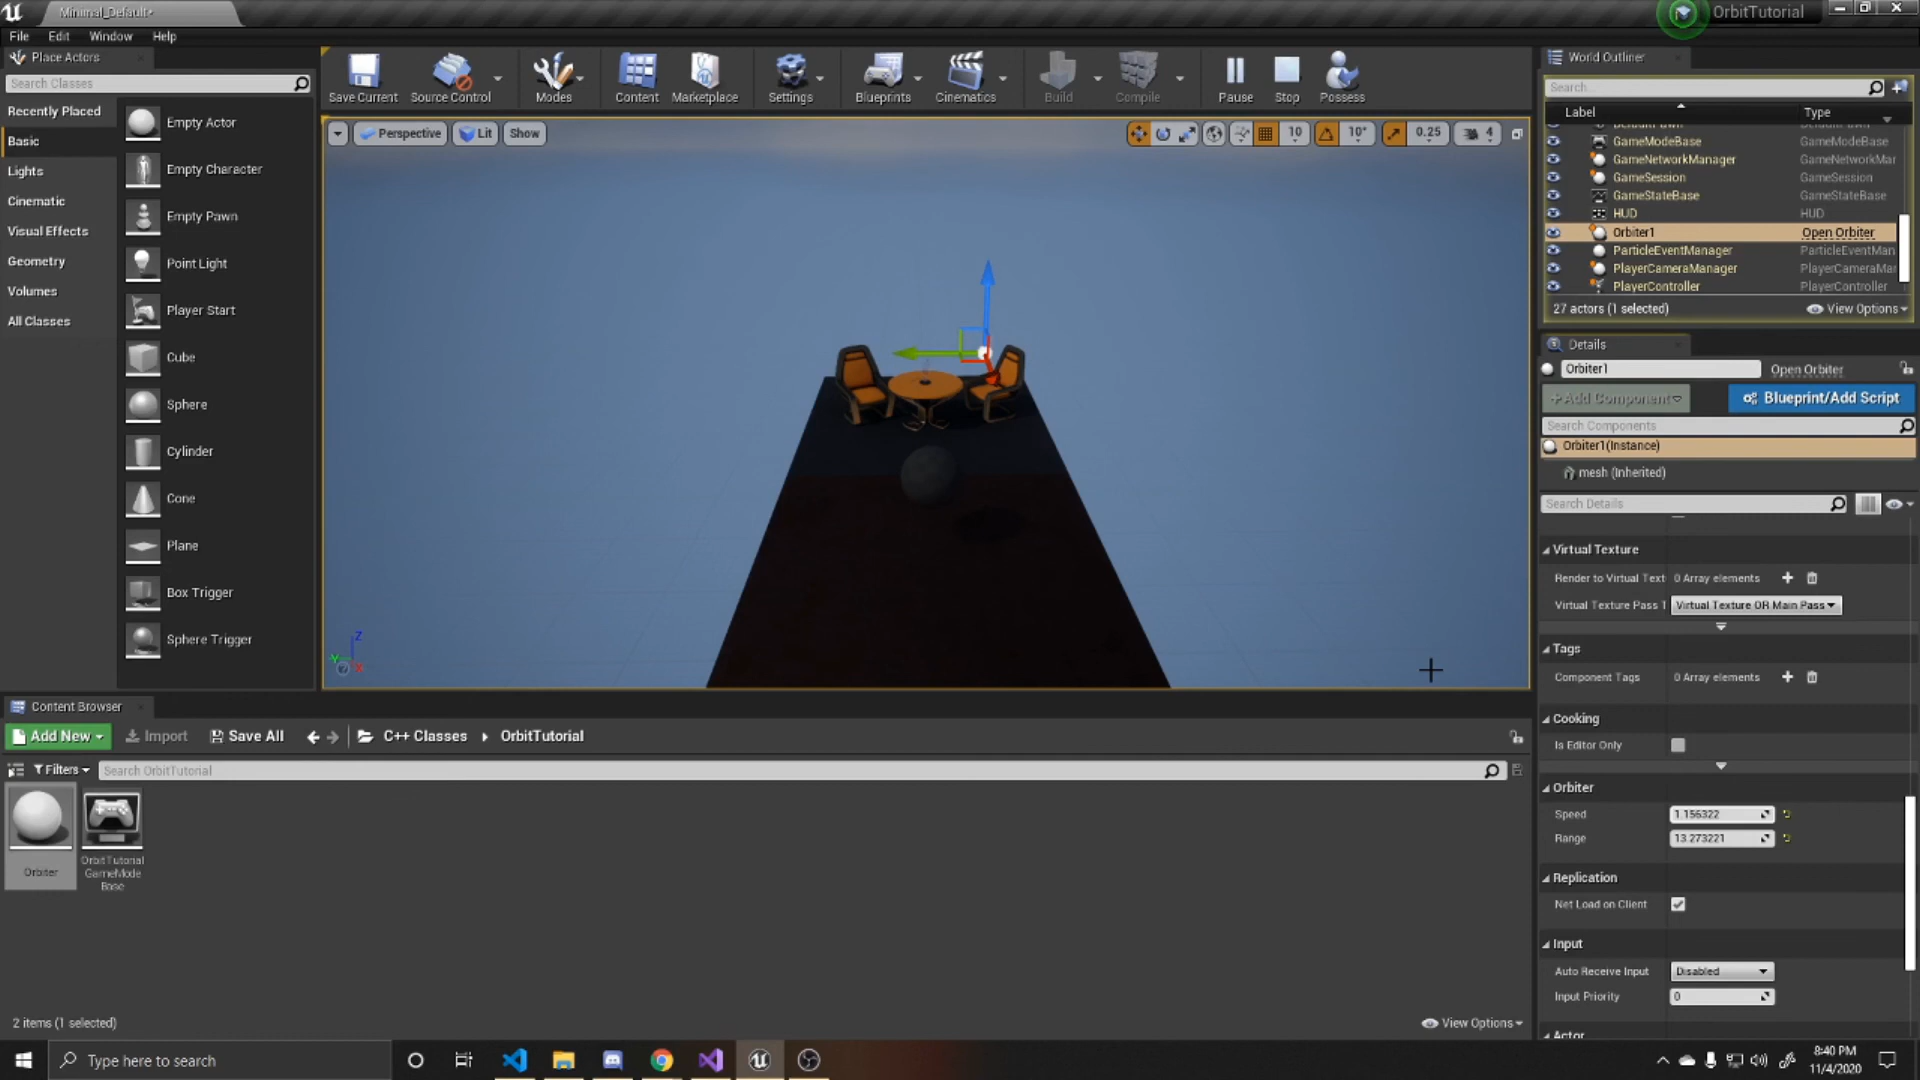 Minimal_Default*
OrbitTutorial
File Edit Window Help
Place Actors
Search Classes
Recently Placed
Basic
Lights
Cinematic
Visual Effects
Geometry
Volumes
All Classes
Empty Actor
Empty Character
Empty Pawn
Point Light
Player Start
Cube
Sphere
Cylinder
Cone
Plane
Box Trigger
Sphere Trigger
Save Current
Source Control
Modes
Content
Marketplace
Settings
Blueprints
Cinematics
Build
Compile
Pause
Stop
Possess
Perspective
Lit
Show
10
10°
0.25
4
Z
Y
X
World Outliner
Search...
Label Type
GameModeBase GameModeBase
GameNetworkManager GameNetworkMar
GameSession GameSession
GameStateBase GameStateBase
HUD HUD
Orbiter1 Open Orbiter
ParticleEventManager ParticleEventMan
PlayerCameraManager PlayerCameraMar
PlayerController PlayerController
27 actors (1 selected)
View Options
Details
Orbiter1 Open Orbiter
+Add Component
Blueprint/Add Script
Search Components
Orbiter1(Instance)
mesh (Inherited)
Search Details
Virtual Texture
Render to Virtual Text 0 Array elements
Virtual Texture Pass T Virtual Texture OR Main Pass
Tags
Component Tags 0 Array elements
Cooking
Is Editor Only
Orbiter
Speed 1.156322
Range 13.273221
Replication
Net Load on Client
Input
Auto Receive Input Disabled
Input Priority 0
Actor
Content Browser
Add New
Import
Save All
C++ Classes
OrbitTutorial
Filters
Search OrbitTutorial
Orbiter
OrbitTutorial
GameMode
Base
2 items (1 selected)
View Options
Type here to search
8:40 PM
11/4/2020